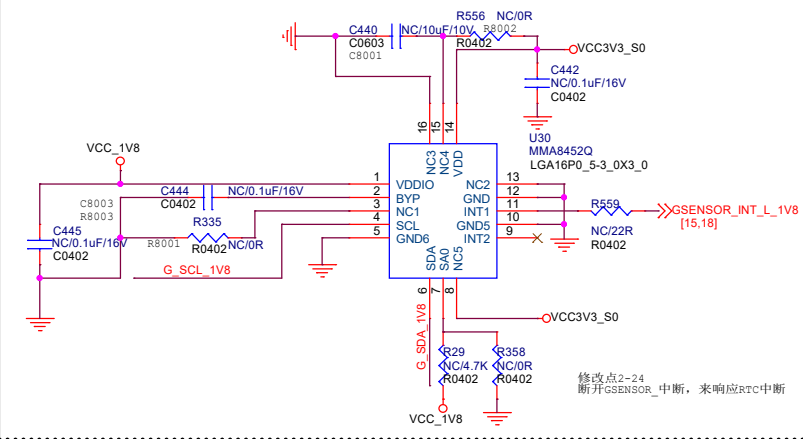 R556 NC/0R
C440 NC/10uF/10V R8002
C0603 R0402
C8001
VCC3V3_S0
C442
NC/0.1uF/16V
C0402
16 15 14
U30
MMA8452Q
LGA16P0_5-3_0X3_0
NC3 NC4 VDD
VCC_1V8
1 VDDIO NC2 13
C444 NC/0.1uF/16V 2 BYP GND 12
C8003 C0402
R8003
3 NC1 INT1 11 R559 GSENSOR_INT_L_1V8
R335 4 SCL GND5 10 [15,18]
C445 5 GND6 INT2 9 NC/22R
NC/0.1uF/16V R8001 R0402 NC/0R R0402
C0402
G_SCL_1V8
SDA SA0 NC5
6 7 8
G_SDA_1V8
VCC3V3_S0
R29 R358
NC/4.7K NC/0R
R0402 R0402
VCC_1V8
修改点2-24
断开GSENSOR_中断，来响应RTC中断